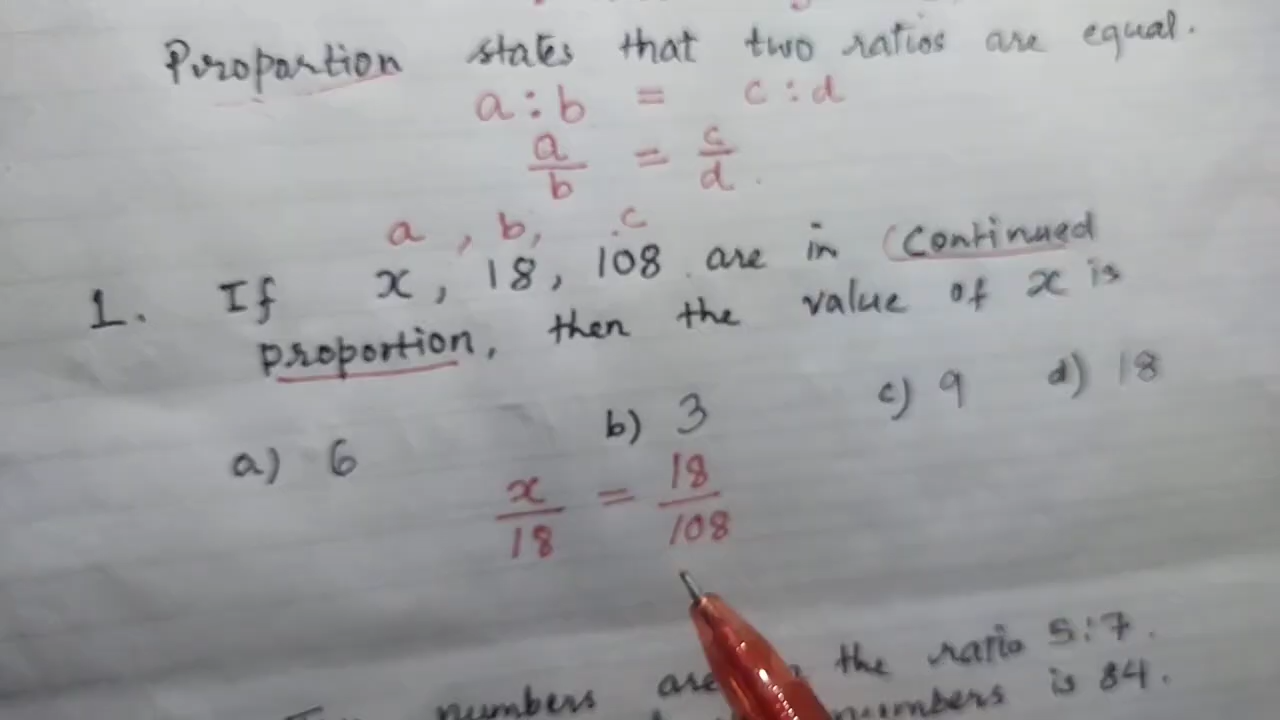 Proportion states that two ratios are equal.
a : b = c : d
a/b = c/d
a , b, c
1. If x, 18, 108 are in continued
proportion, then the value of x is
a) 6 b) 3 c) 9 d) 18
x/18 = 18/108
numbers are the ratio 5:7.
numbers is 84.